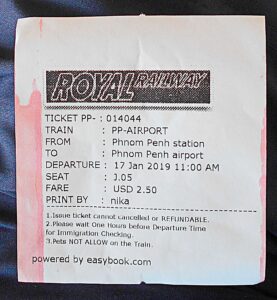 ROYAL RAILWAY
TICKET PP- : 014044
TRAIN : PP-AIRPORT
FROM : Phnom Penh station
TO : Phnom Penh airport
DEPARTURE : 17 Jan 2019 11:00 AM
SEAT : J.05
FARE : USD 2.50
PRINT BY : nika
1.Issue ticket cannot cancelled or REFUNDABLE.
2.Please wait One Hours before Departure Time
for Immigration Checking.
3.Pets NOT ALLOW on the Train.
powered by easybook.com